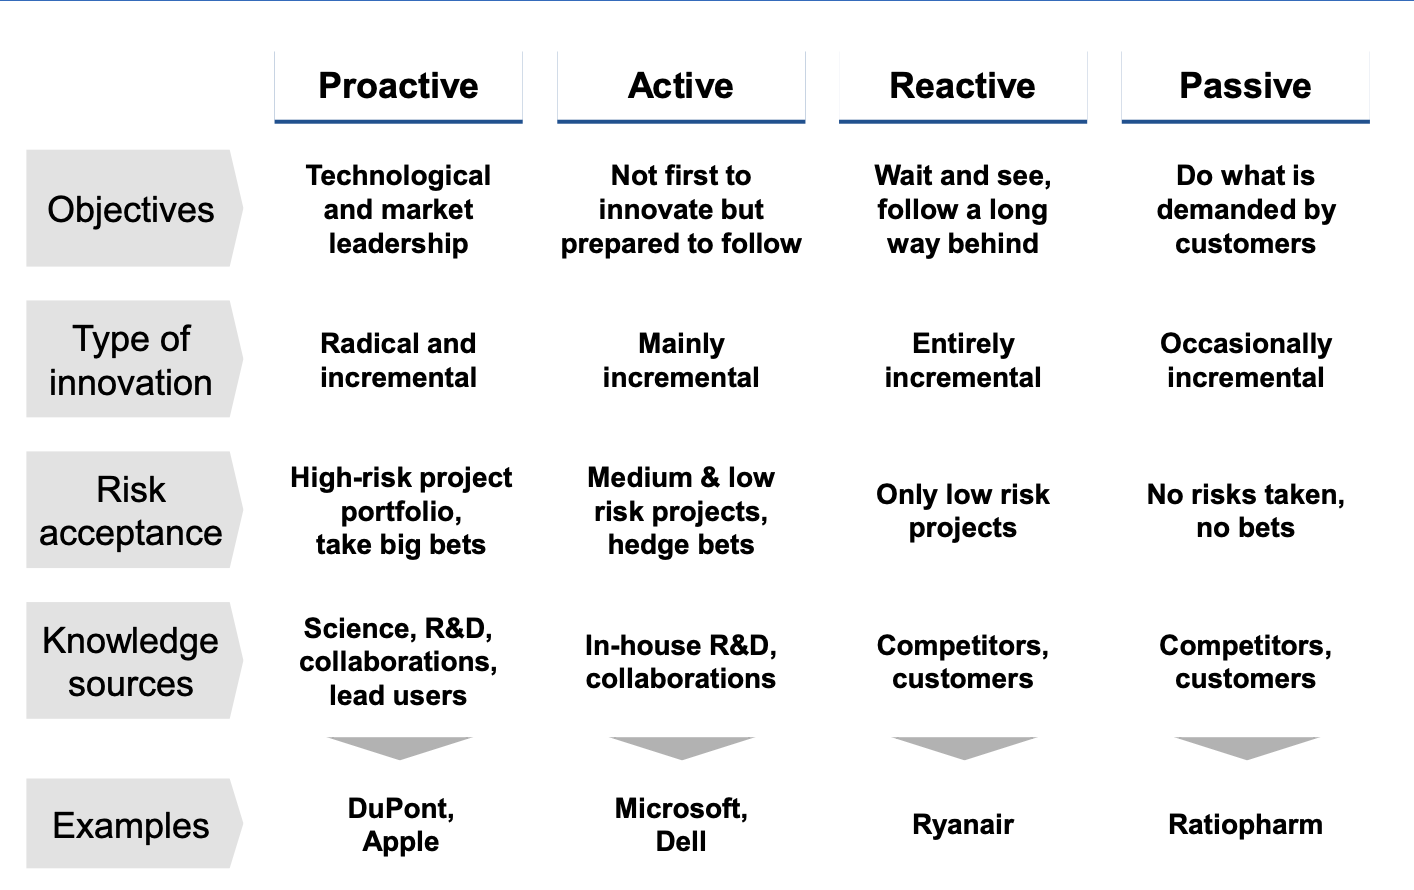 Proactive
Active
Reactive
Passive
Objectives
Technological
and market
leadership
Not first to
innovate but
prepared to follow
Wait and see,
follow a long
way behind
Do what is
demanded by
customers
Type of
innovation
Radical and
incremental
Mainly
incremental
Entirely
incremental
Occasionally
incremental
Risk
acceptance
High-risk project
portfolio,
take big bets
Medium & low
risk projects,
hedge bets
Only low risk
projects
No risks taken,
no bets
Knowledge
sources
Science, R&D,
collaborations,
lead users
In-house R&D,
collaborations
Competitors,
customers
Competitors,
customers
Examples
DuPont,
Apple
Microsoft,
Dell
Ryanair
Ratiopharm